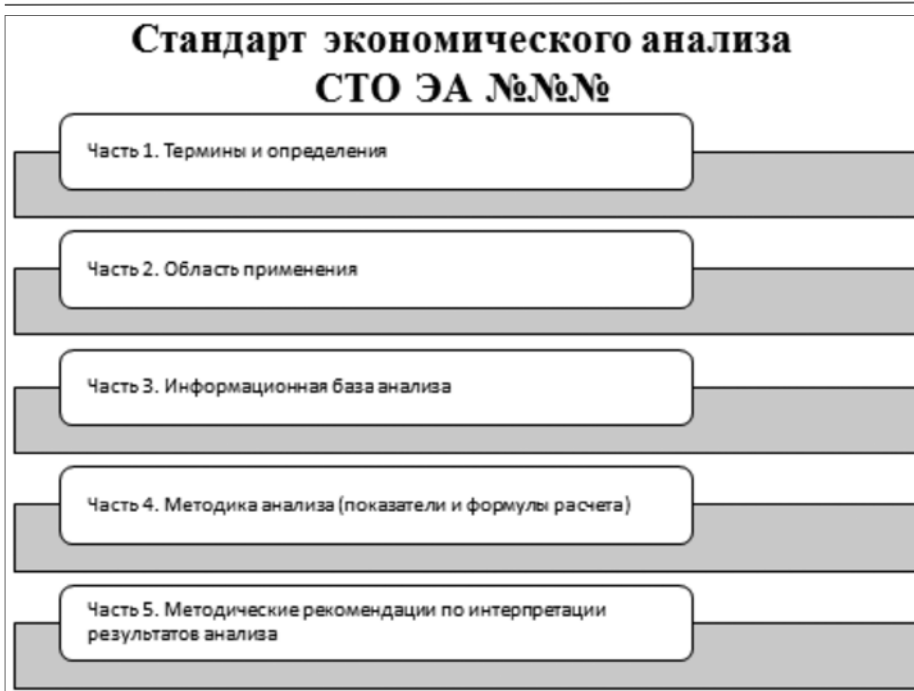 Стандарт экономического анализа
СТО ЭА №№№
Часть 1. Термины и определения
Часть 2. Область применения
Часть 3. Информационная база анализа
Часть 4. Методика анализа (показатели и формулы расчета)
Часть 5. Методические рекомендации по интерпретации
результатов анализа